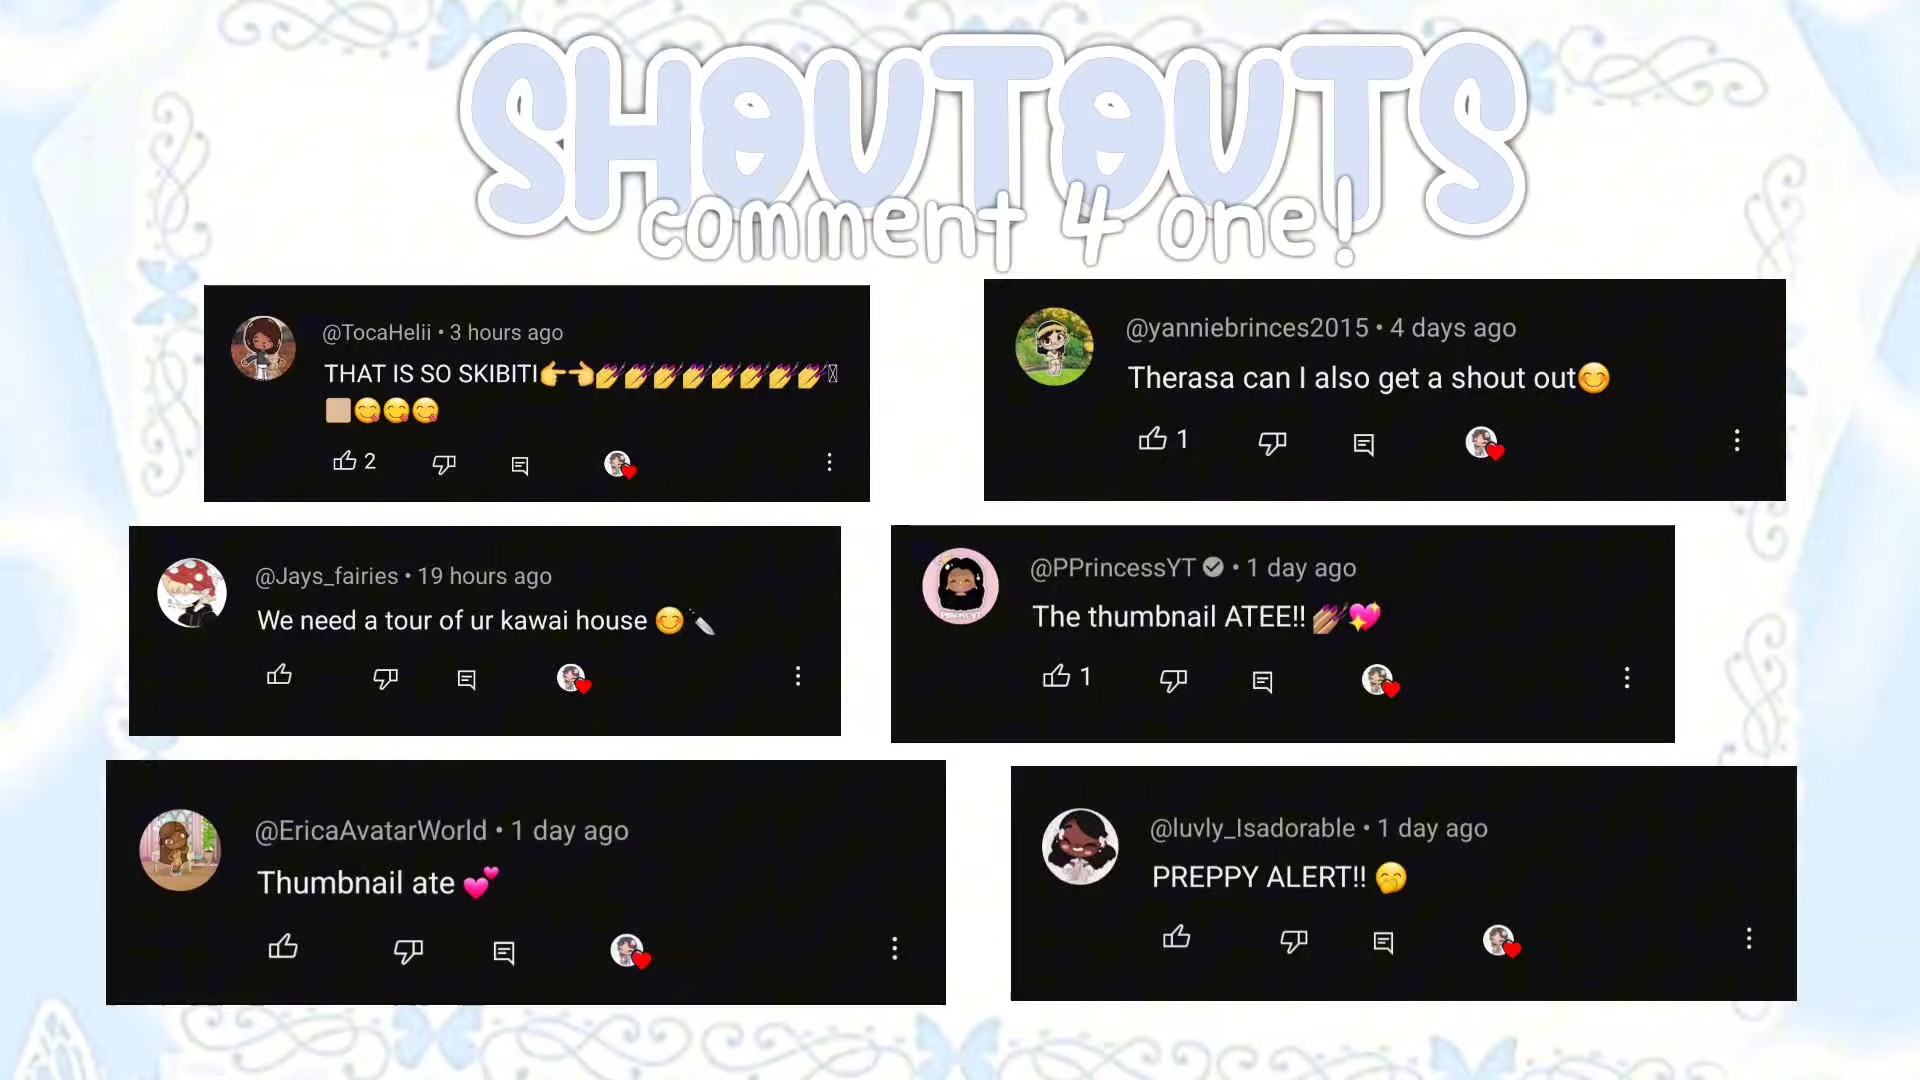 SHOUTOUTS
comment 4 one!
@TocaHelii • 3 hours ago
THAT IS SO SKIBITI👉👈💅💅💅💅💅💅💅💅
🏼😋😋😋
2
@yanniebrinces2015 • 4 days ago
Therasa can I also get a shout out😊
1
@Jays_fairies • 19 hours ago
We need a tour of ur kawai house 😊🔪
@PPrincessYT • 1 day ago
The thumbnail ATEE!! 💅🏽💖
1
@EricaAvatarWorld • 1 day ago
Thumbnail ate 💕
@luvly_Isadorable • 1 day ago
PREPPY ALERT!! 🤭